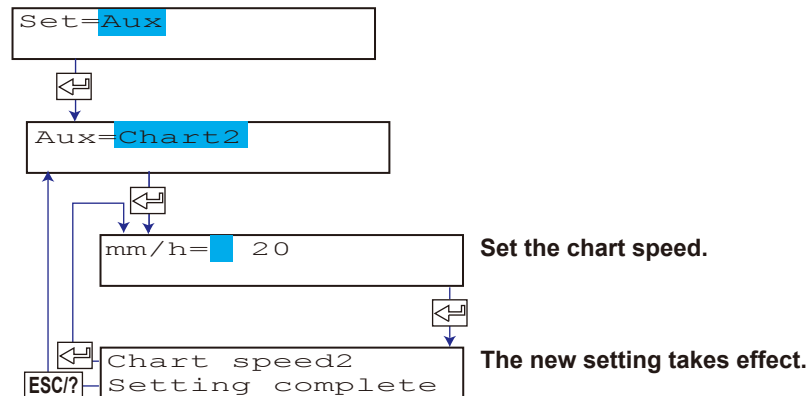 Set=Aux
Aux=Chart2
mm/h= 20
Set the chart speed.
Chart speed2
Setting complete
The new setting takes effect.
ESC/?